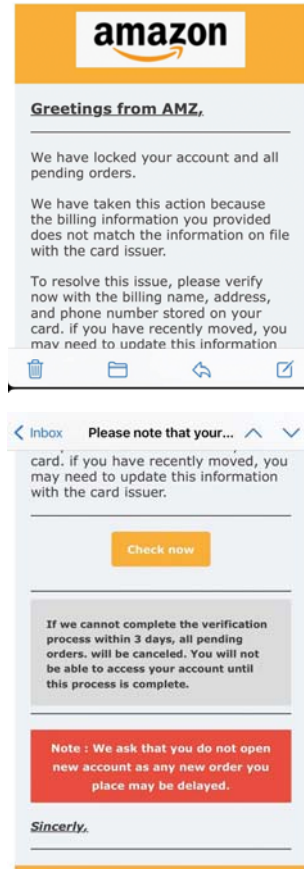 amazon
Greetings from AMZ,
We have locked your account and all
pending orders.
We have taken this action because
the billing information you provided
does not match the information on file
with the card issuer.
To resolve this issue, please verify
now with the billing name, address,
and phone number stored on your
card. if you have recently moved, you
may need to update this information
Inbox Please note that your...
card. if you have recently moved, you
may need to update this information
with the card issuer.
Check now
If we cannot complete the verification
process within 3 days, all pending
orders. will be canceled. You will not
be able to access your account until
this process is complete.
Note : We ask that you do not open
new account as any new order you
place may be delayed.
Sincerly,